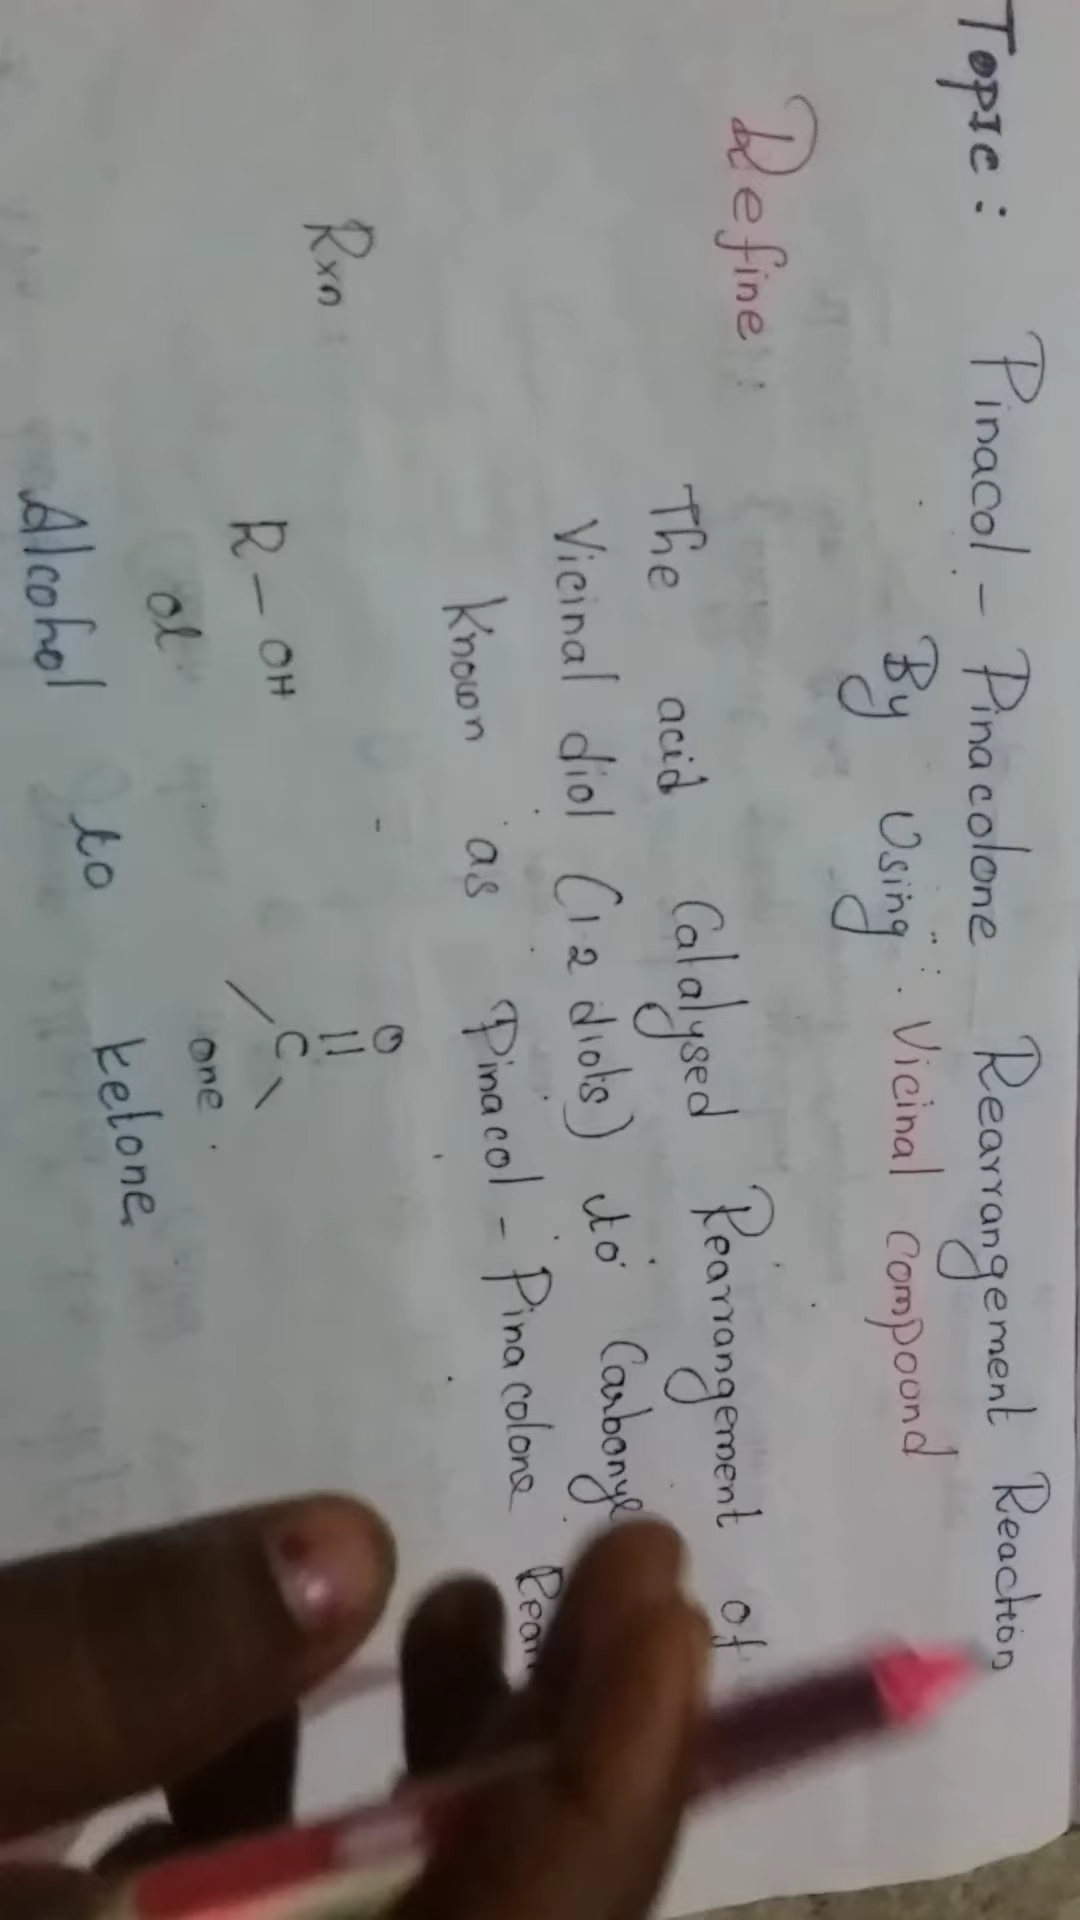 Topic: Pinacol - Pinacolone Rearrangement Reaction
By Using: Vicinal compound
Define:
The acid Catalysed Rearrangement of
Vicinal diol (1,2 diols) to Carbonyl
Known as Pinacol - Pinacolone
Rxn:
O
||
R-OH C
ol one
Alcohol to ketone